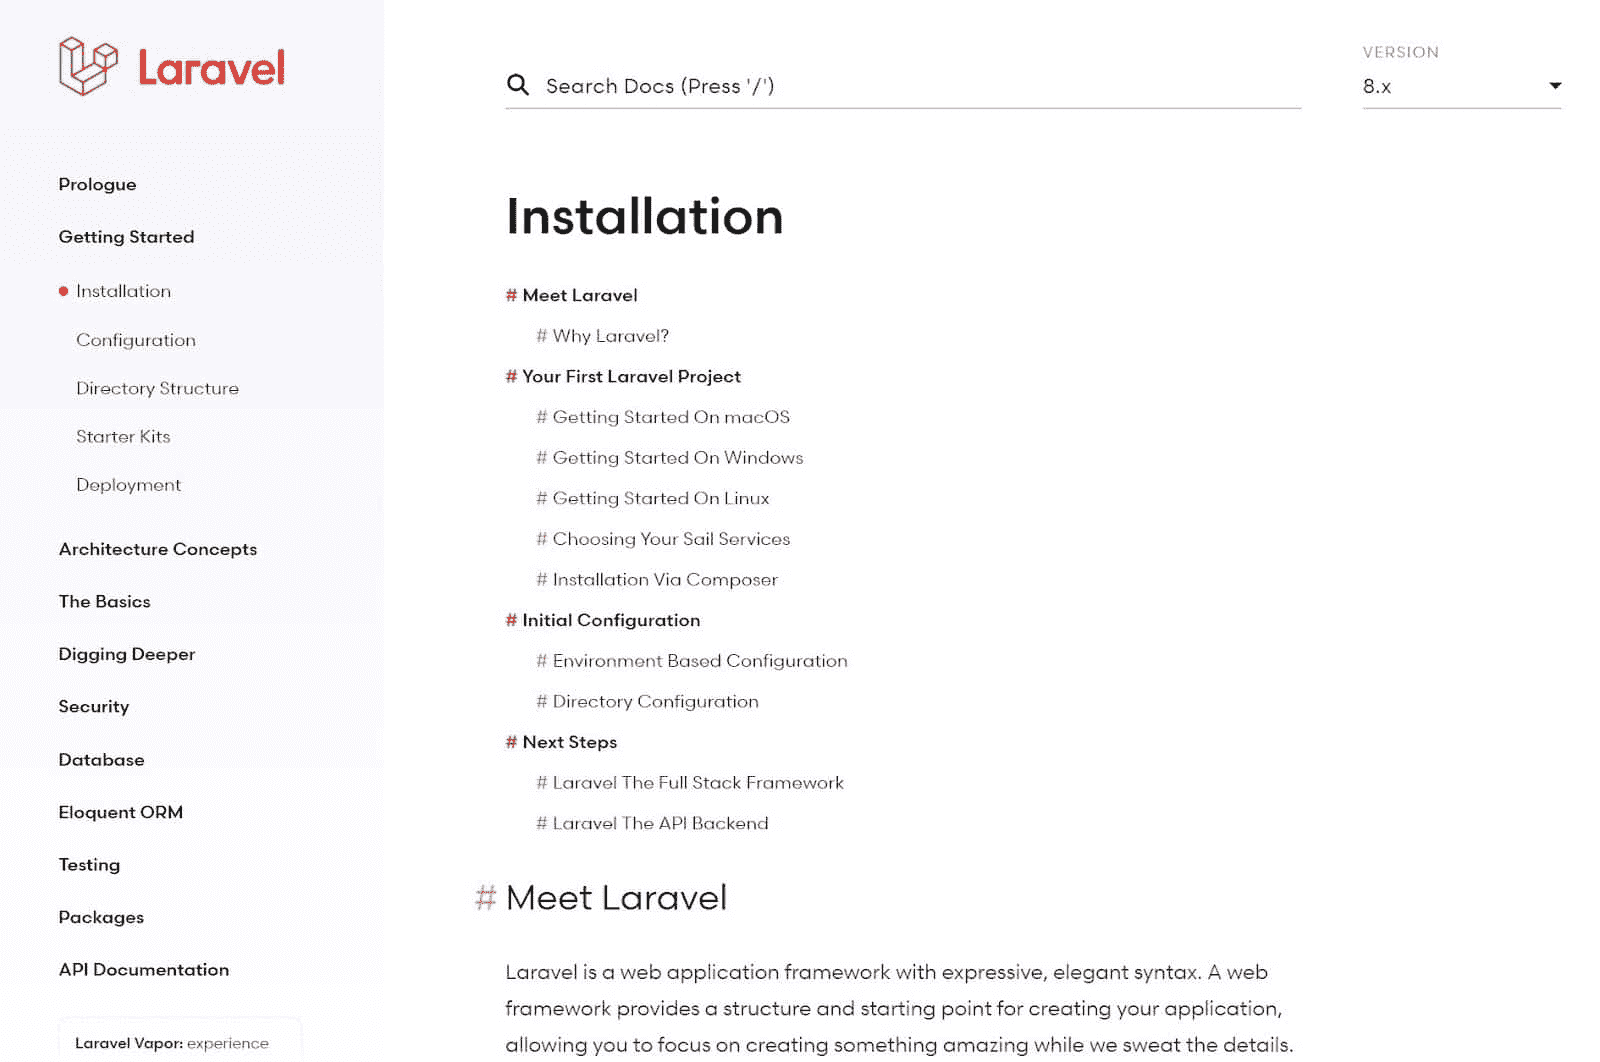 Laravel
Prologue
Getting Started
Installation
Configuration
Directory Structure
Starter Kits
Deployment
Architecture Concepts
The Basics
Digging Deeper
Security
Database
Eloquent ORM
Testing
Packages
API Documentation
Laravel Vapor: experience
Search Docs (Press '/')
VERSION
8.x
Installation
# Meet Laravel
# Why Laravel?
# Your First Laravel Project
# Getting Started On macOS
# Getting Started On Windows
# Getting Started On Linux
# Choosing Your Sail Services
# Installation Via Composer
# Initial Configuration
# Environment Based Configuration
# Directory Configuration
# Next Steps
# Laravel The Full Stack Framework
# Laravel The API Backend
# Meet Laravel
Laravel is a web application framework with expressive, elegant syntax. A web
framework provides a structure and starting point for creating your application,
allowing you to focus on creating something amazing while we sweat the details.